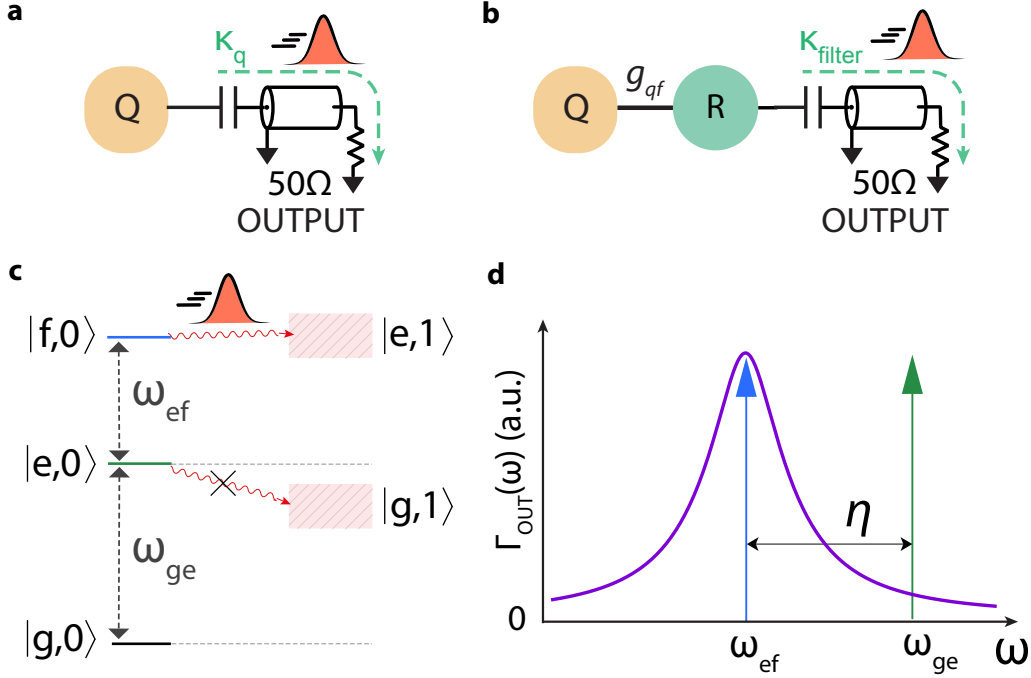 a
κq
Q
50Ω
OUTPUT
b
κfilter
gqf
Q
R
50Ω
OUTPUT
c
|f,0⟩
|e,1⟩
ωef
|e,0⟩
|g,1⟩
ωge
|g,0⟩
d
ΓOUT(ω) (a.u.)
η
0
ωef
ωge
ω